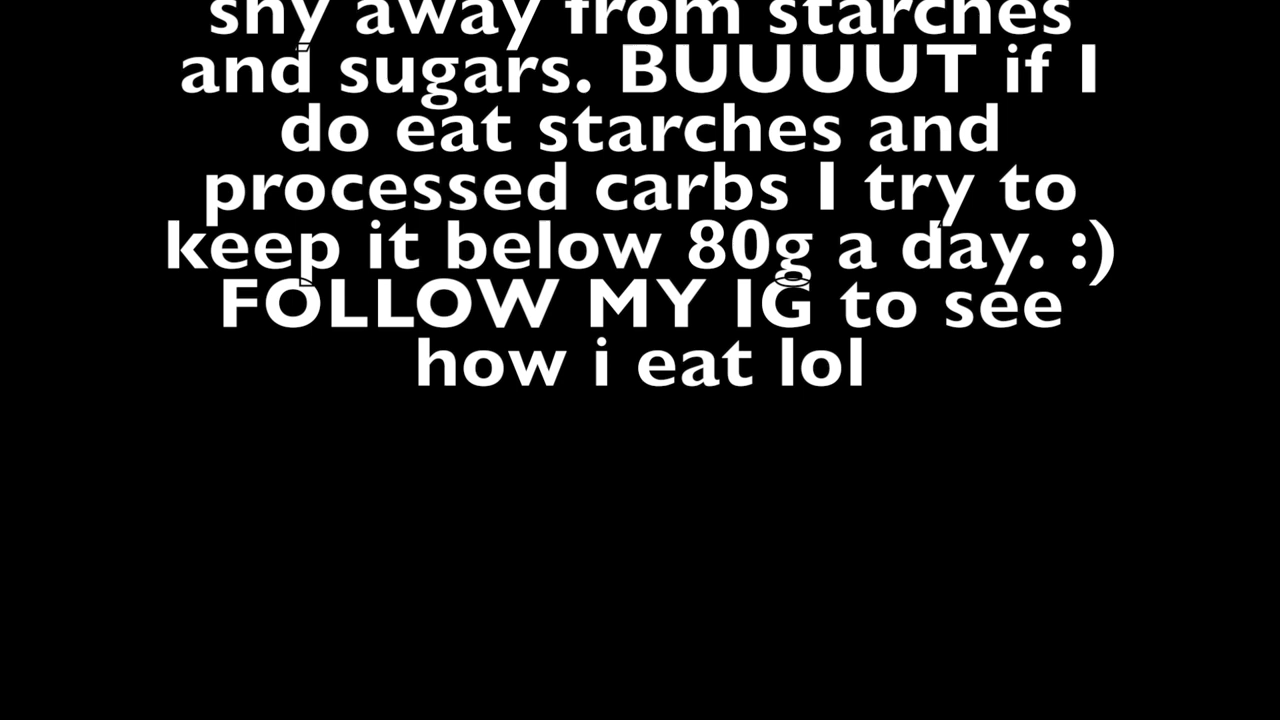 shy away from starches
and sugars. BUUUUT if I
do eat starches and
processed carbs I try to
keep it below 80g a day. :)
FOLLOW MY IG to see
how i eat lol